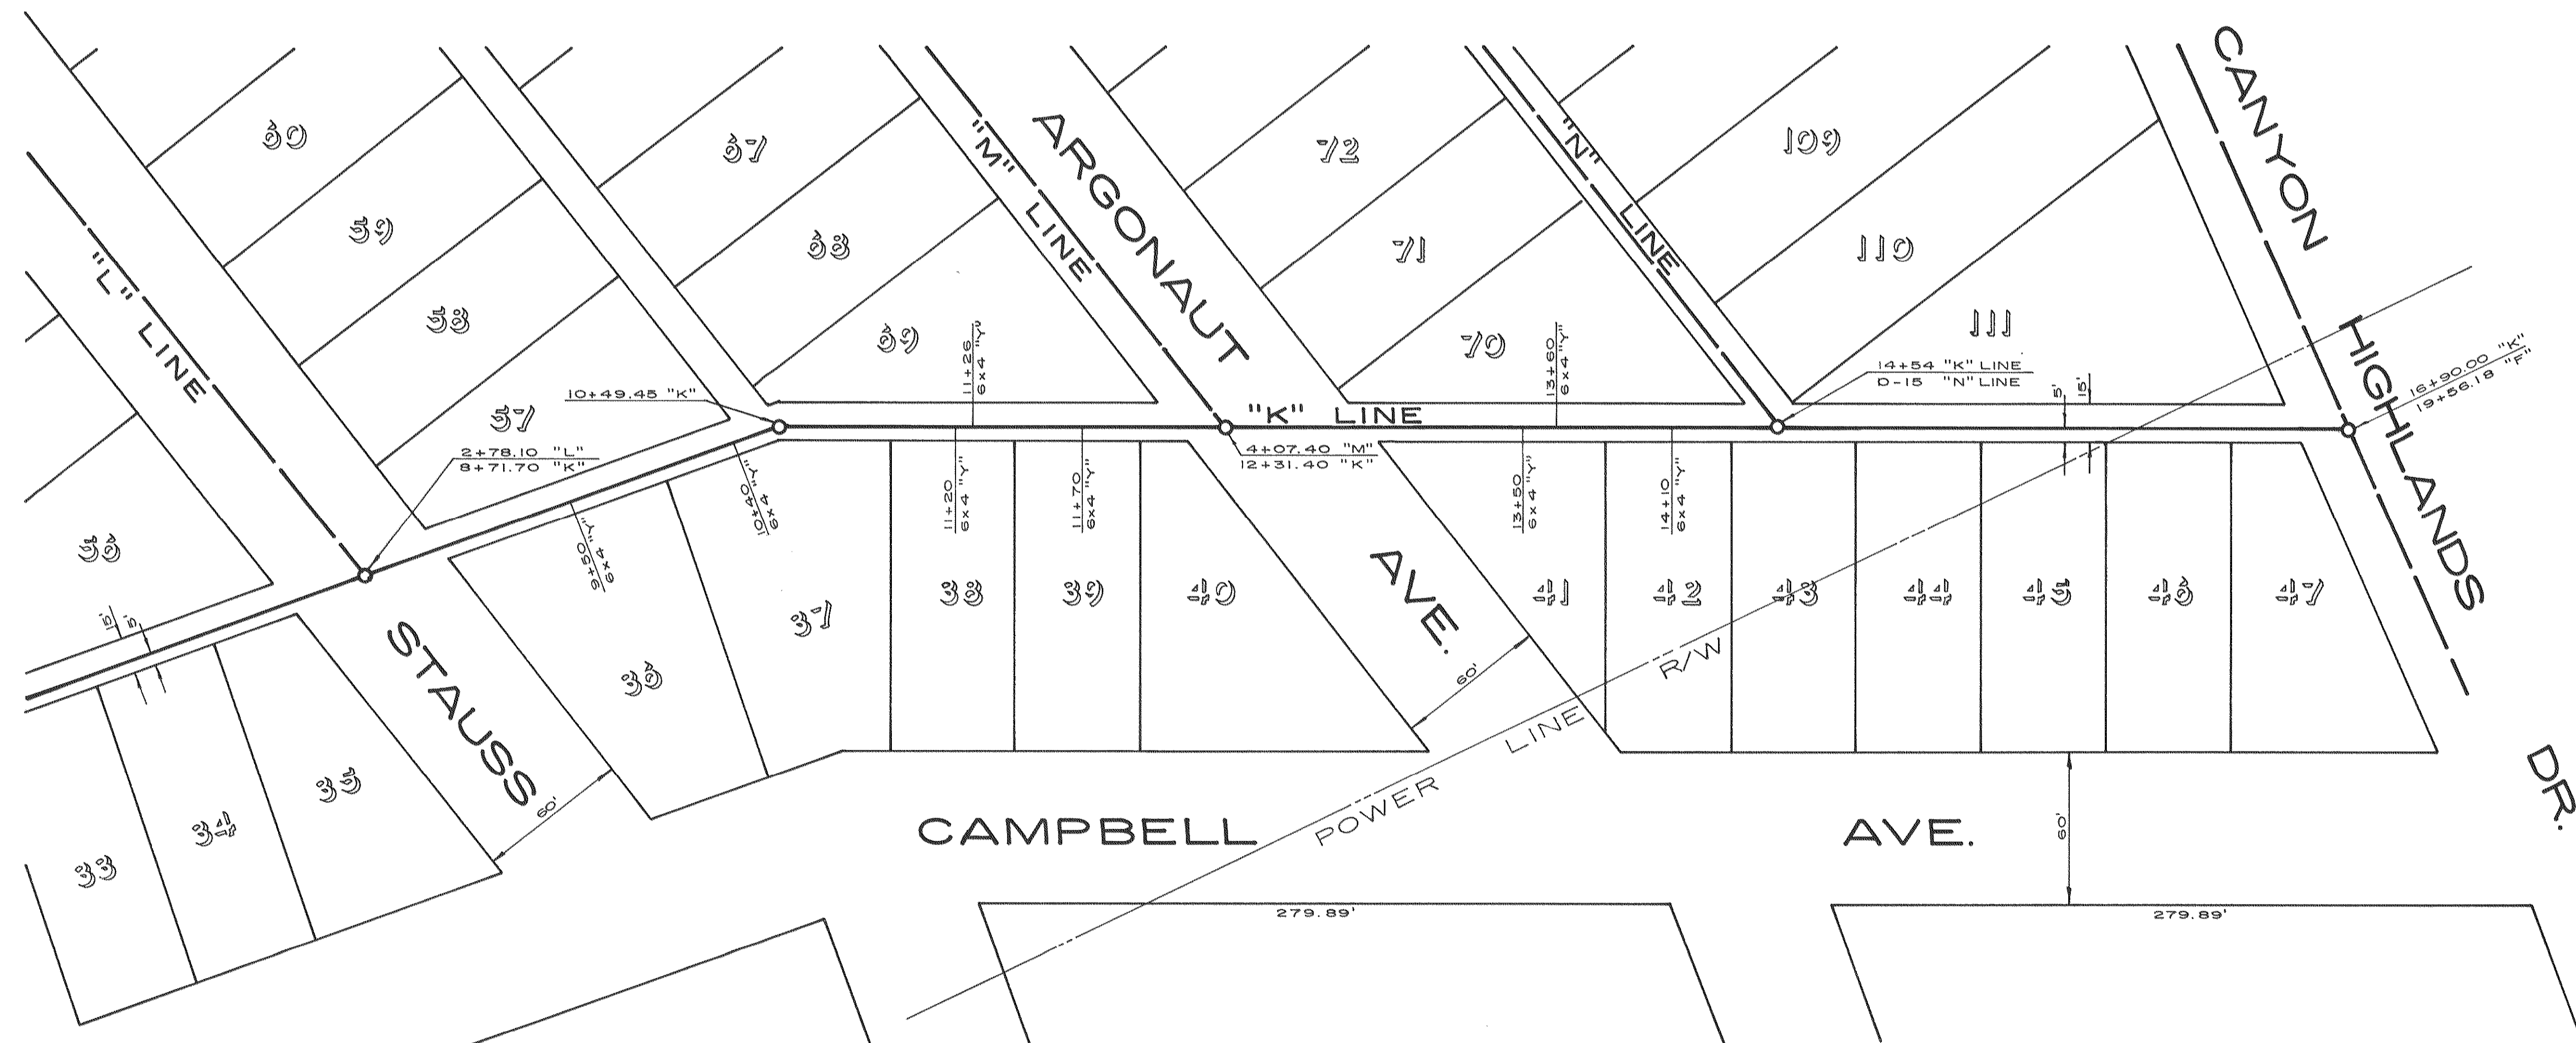 CANYON
HIGHLANDS
DR.
60
67
72
109
"M" LINE
ARGONAUT
AVE.
"N" LINE
59
68
71
110
"L" LINE
58
69
70
111
11+26
6x4 "Y"
13+60
6x4 "Y"
14+54 "K" LINE
D-15 "N" LINE
16+90.00 "K"
19+56.18 "F"
5'
15'
57
10+49.45 "K"
"K" LINE
2+78.10 "L"
8+71.70 "K"
4+07.40 "M"
12+31.40 "K"
9+50
6x4 "Y"
10+40
6x4 "Y"
11+20
6x4 "Y"
11+70
6x4 "Y"
13+50
6x4 "Y"
14+10
6x4 "Y"
56
15'
5'
36
37
38
39
40
41
42
43
44
45
46
47
STAUSS
60'
60'
33
34
35
POWER LINE R/W
CAMPBELL AVE.
60'
279.89'
279.89'